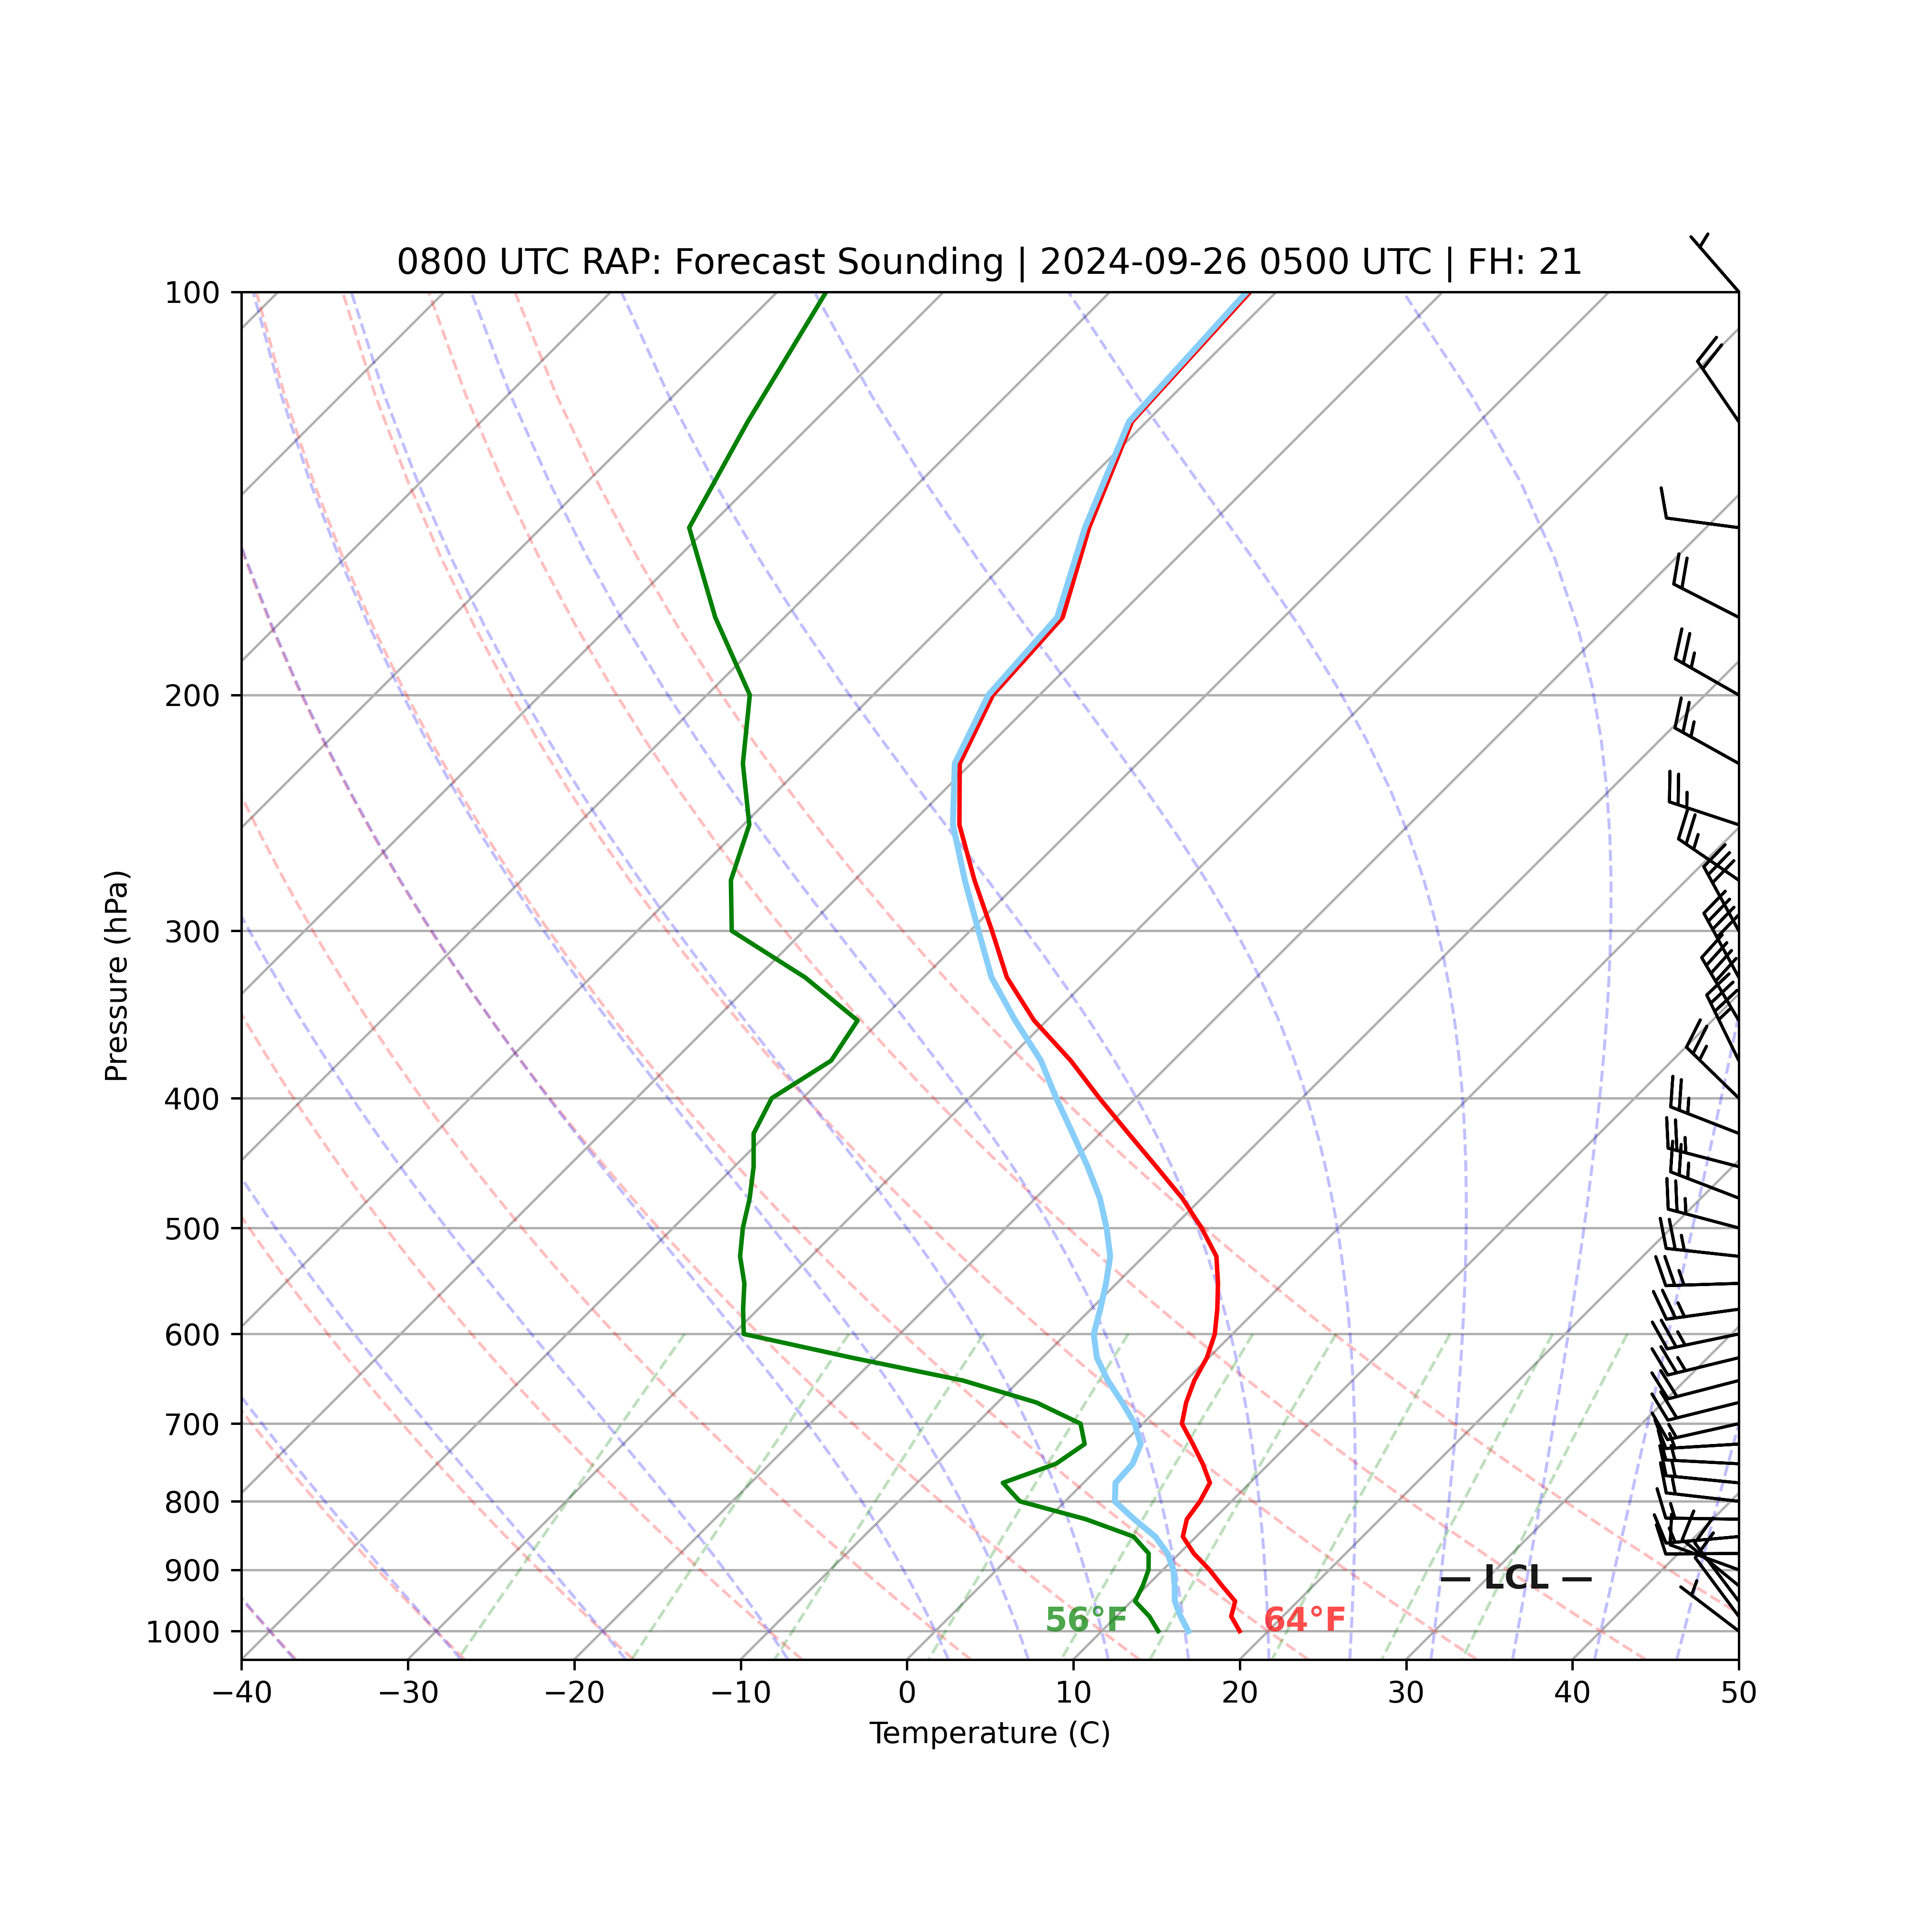 0800 UTC RAP: Forecast Sounding | 2024-09-26 0500 UTC | FH: 21
100
200
300
400
500
600
700
800
900
1000
Pressure (hPa)
— LCL —
56°F 64°F
−40 −30 −20 −10 0 10 20 30 40 50
Temperature (C)